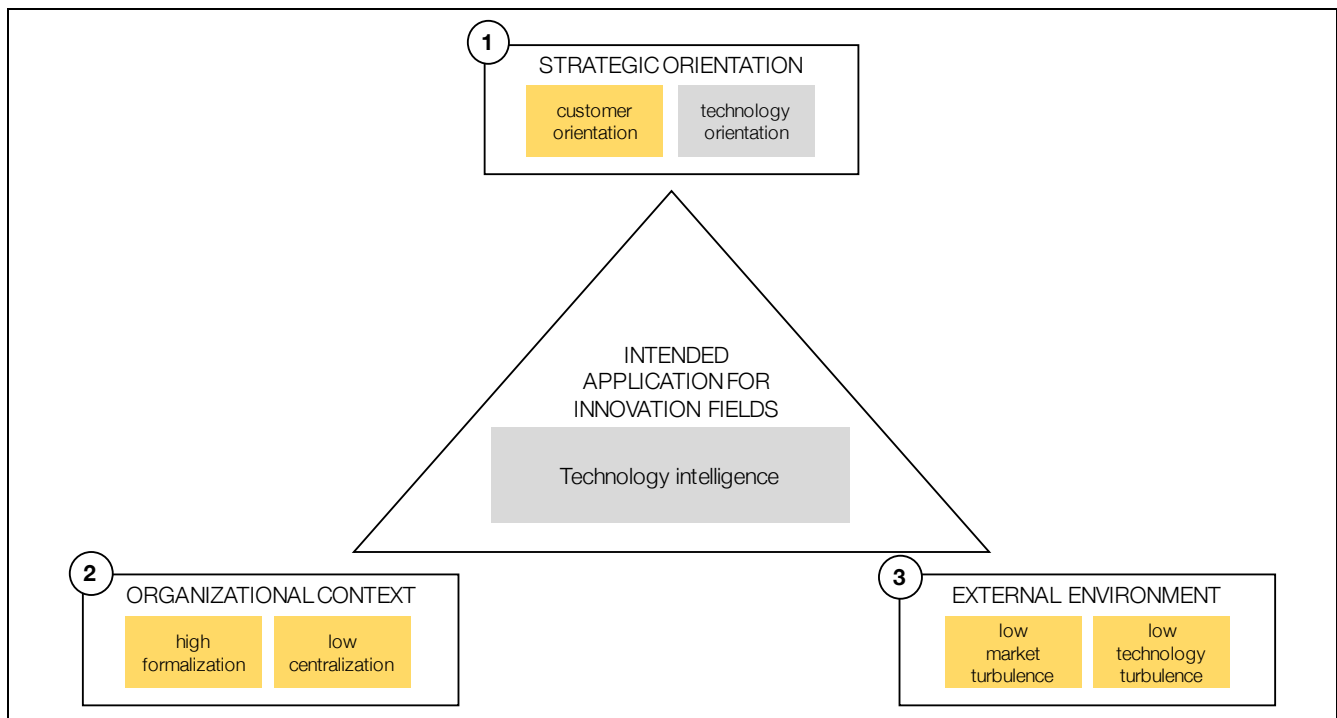 1
STRATEGIC ORIENTATION
customer
orientation
technology
orientation
INTENDED
APPLICATION FOR
INNOVATION FIELDS
Technology intelligence
2
ORGANIZATIONAL CONTEXT
high
formalization
low
centralization
3
EXTERNAL ENVIRONMENT
low
market
turbulence
low
technology
turbulence